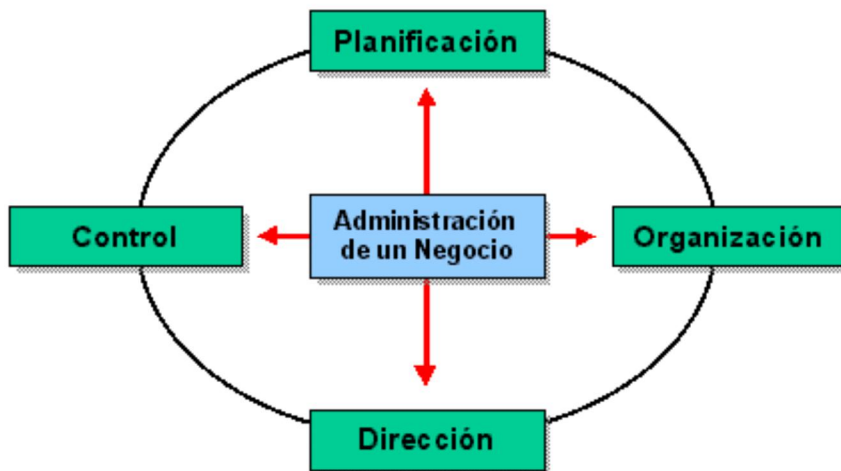 Planificación
Control
Administración
de un Negocio
Organización
Dirección